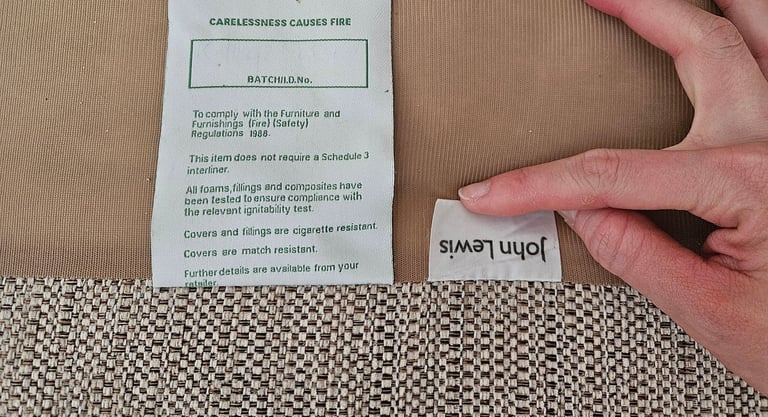 CARELESSNESS CAUSES FIRE
BATCH/I.D.No.
To comply with the Furniture and
Furnishings (Fire) (Safety)
Regulations 1988.
This item does not require a Schedule 3
interliner.
All foams,fillings and composites have
been tested to ensure compliance with
the relevant ignitability test.
Covers and fillings are cigarette resistant.
Covers are match resistant.
Further details are available from your
retailer.
John Lewis